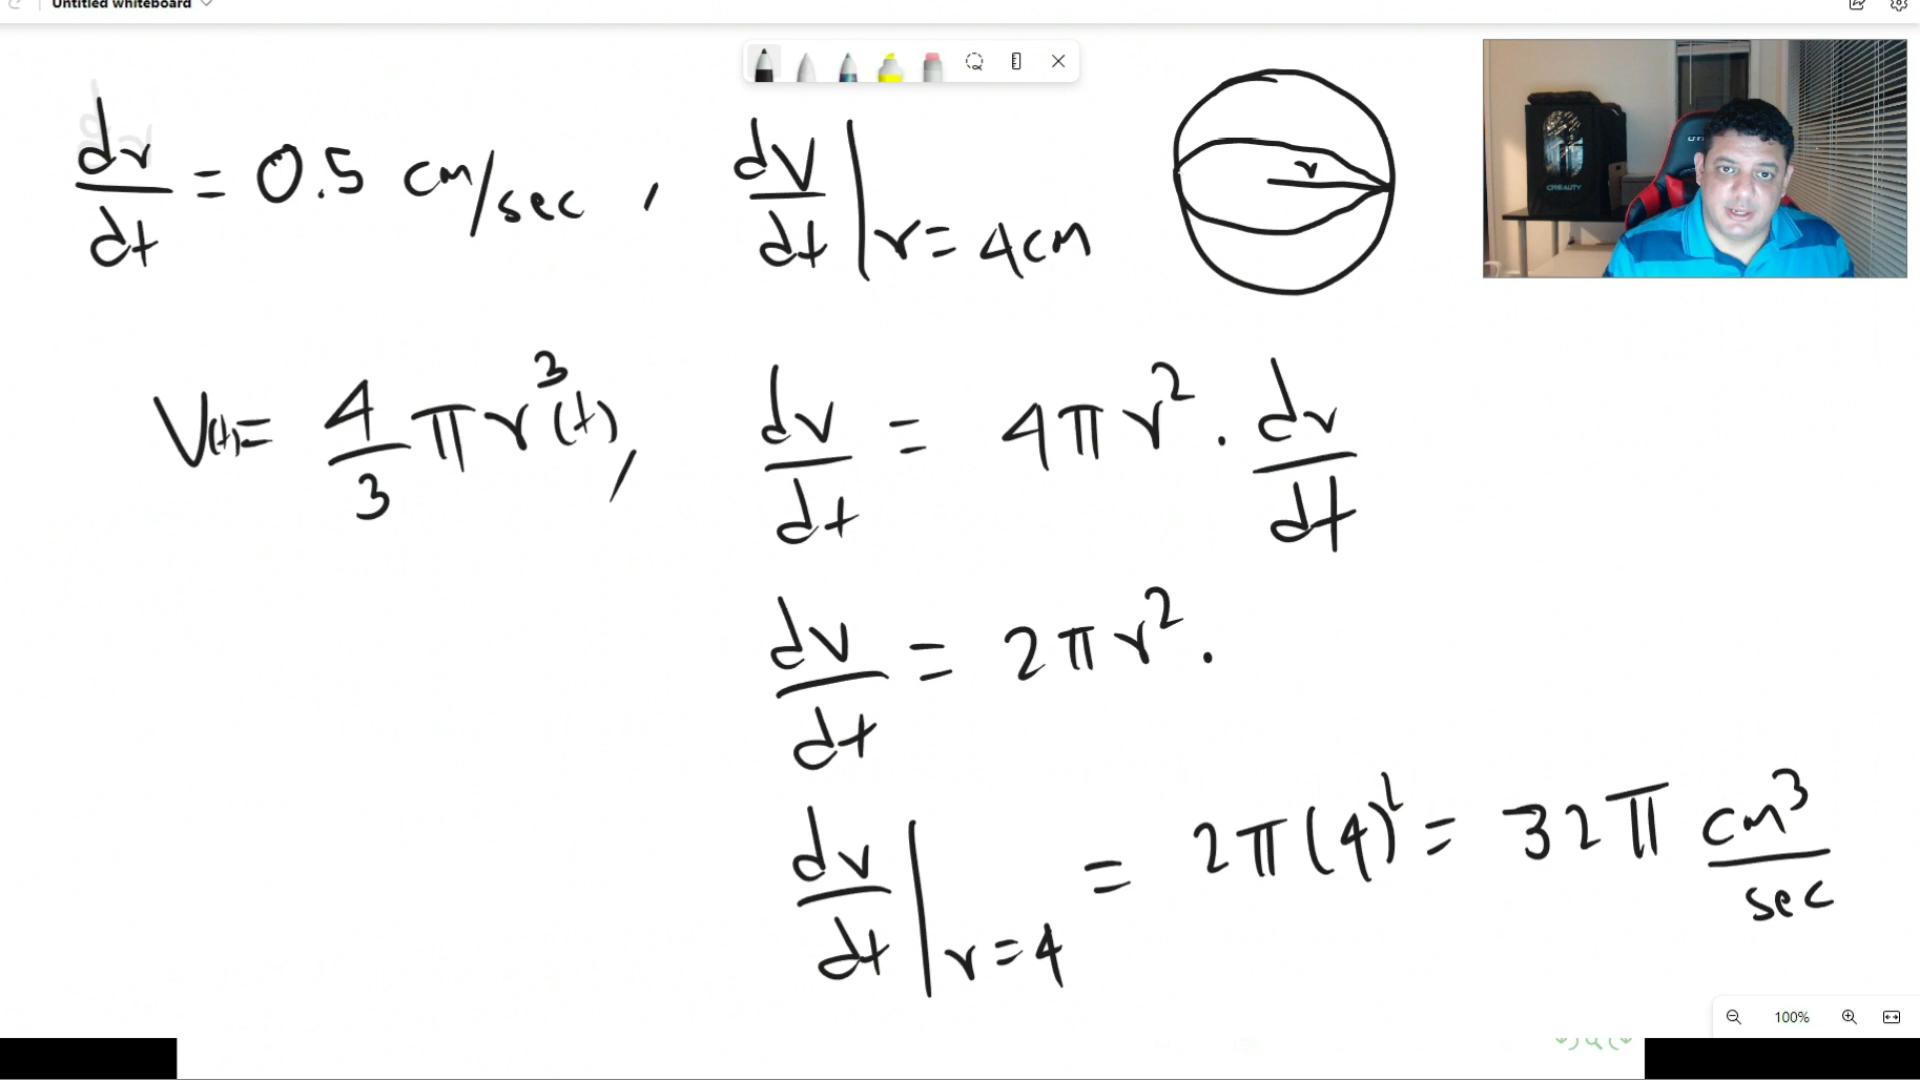 Untitled whiteboard
dr/dt = 0.5 cm/sec , dV/dt | r = 4cm
r
CREALITY
V(t) = 4/3 π r³(t), dv/dt = 4πr² . dr/dt
dv/dt = 2πr² .
dv/dt | r=4 = 2π(4)² = 32π cm³/sec
100%